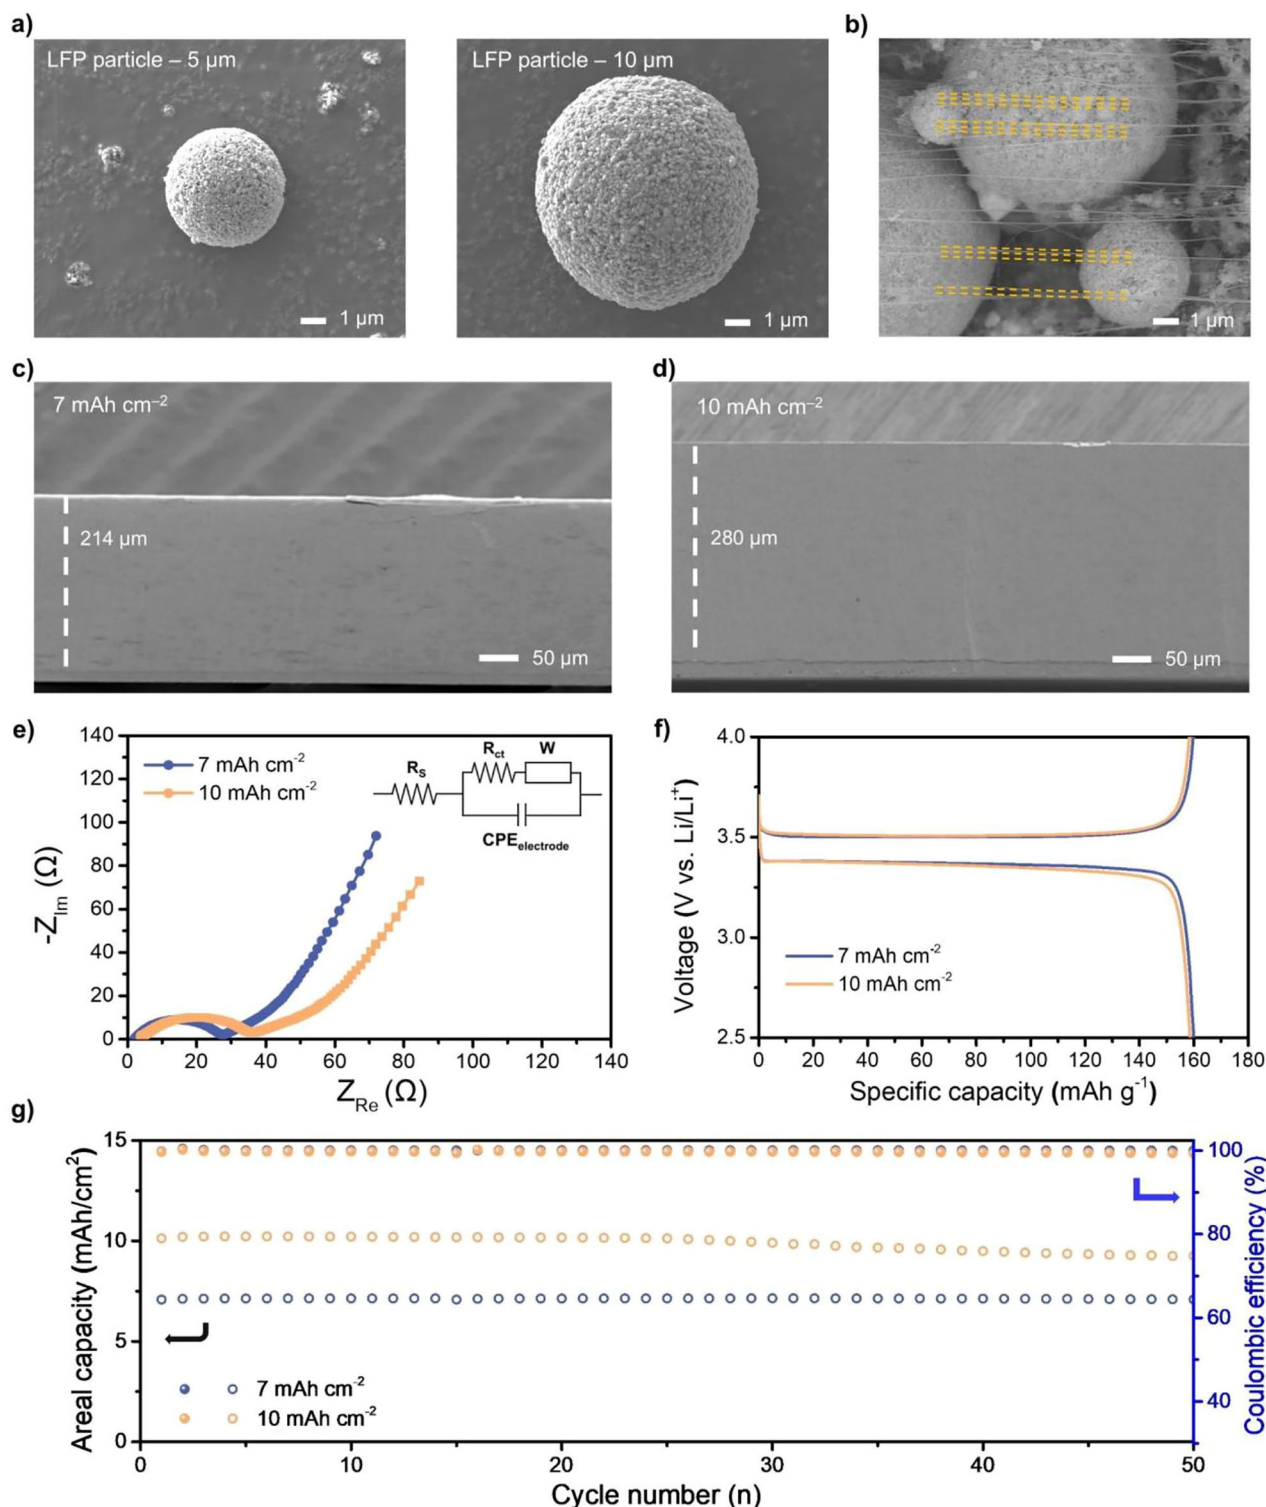 a)
LFP particle – 5 μm
1 μm
LFP particle – 10 μm
1 μm
b)
1 μm
c)
7 mAh cm–2
214 μm
50 μm
d)
10 mAh cm–2
280 μm
50 μm
e)
140
120
100
80
60
40
20
0
-ZIm (Ω)
7 mAh cm-2
10 mAh cm-2
RS
Rct
W
CPEelectrode
0 20 40 60 80 100 120 140
ZRe (Ω)
f)
4.0
3.5
3.0
2.5
Voltage (V vs. Li/Li+)
7 mAh cm-2
10 mAh cm-2
0 20 40 60 80 100 120 140 160 180
Specific capacity (mAh g-1)
g)
15
10
5
0
Areal capacity (mAh/cm2)
7 mAh cm-2
10 mAh cm-2
100
80
60
40
Coulombic efficiency (%)
0 10 20 30 40 50
Cycle number (n)